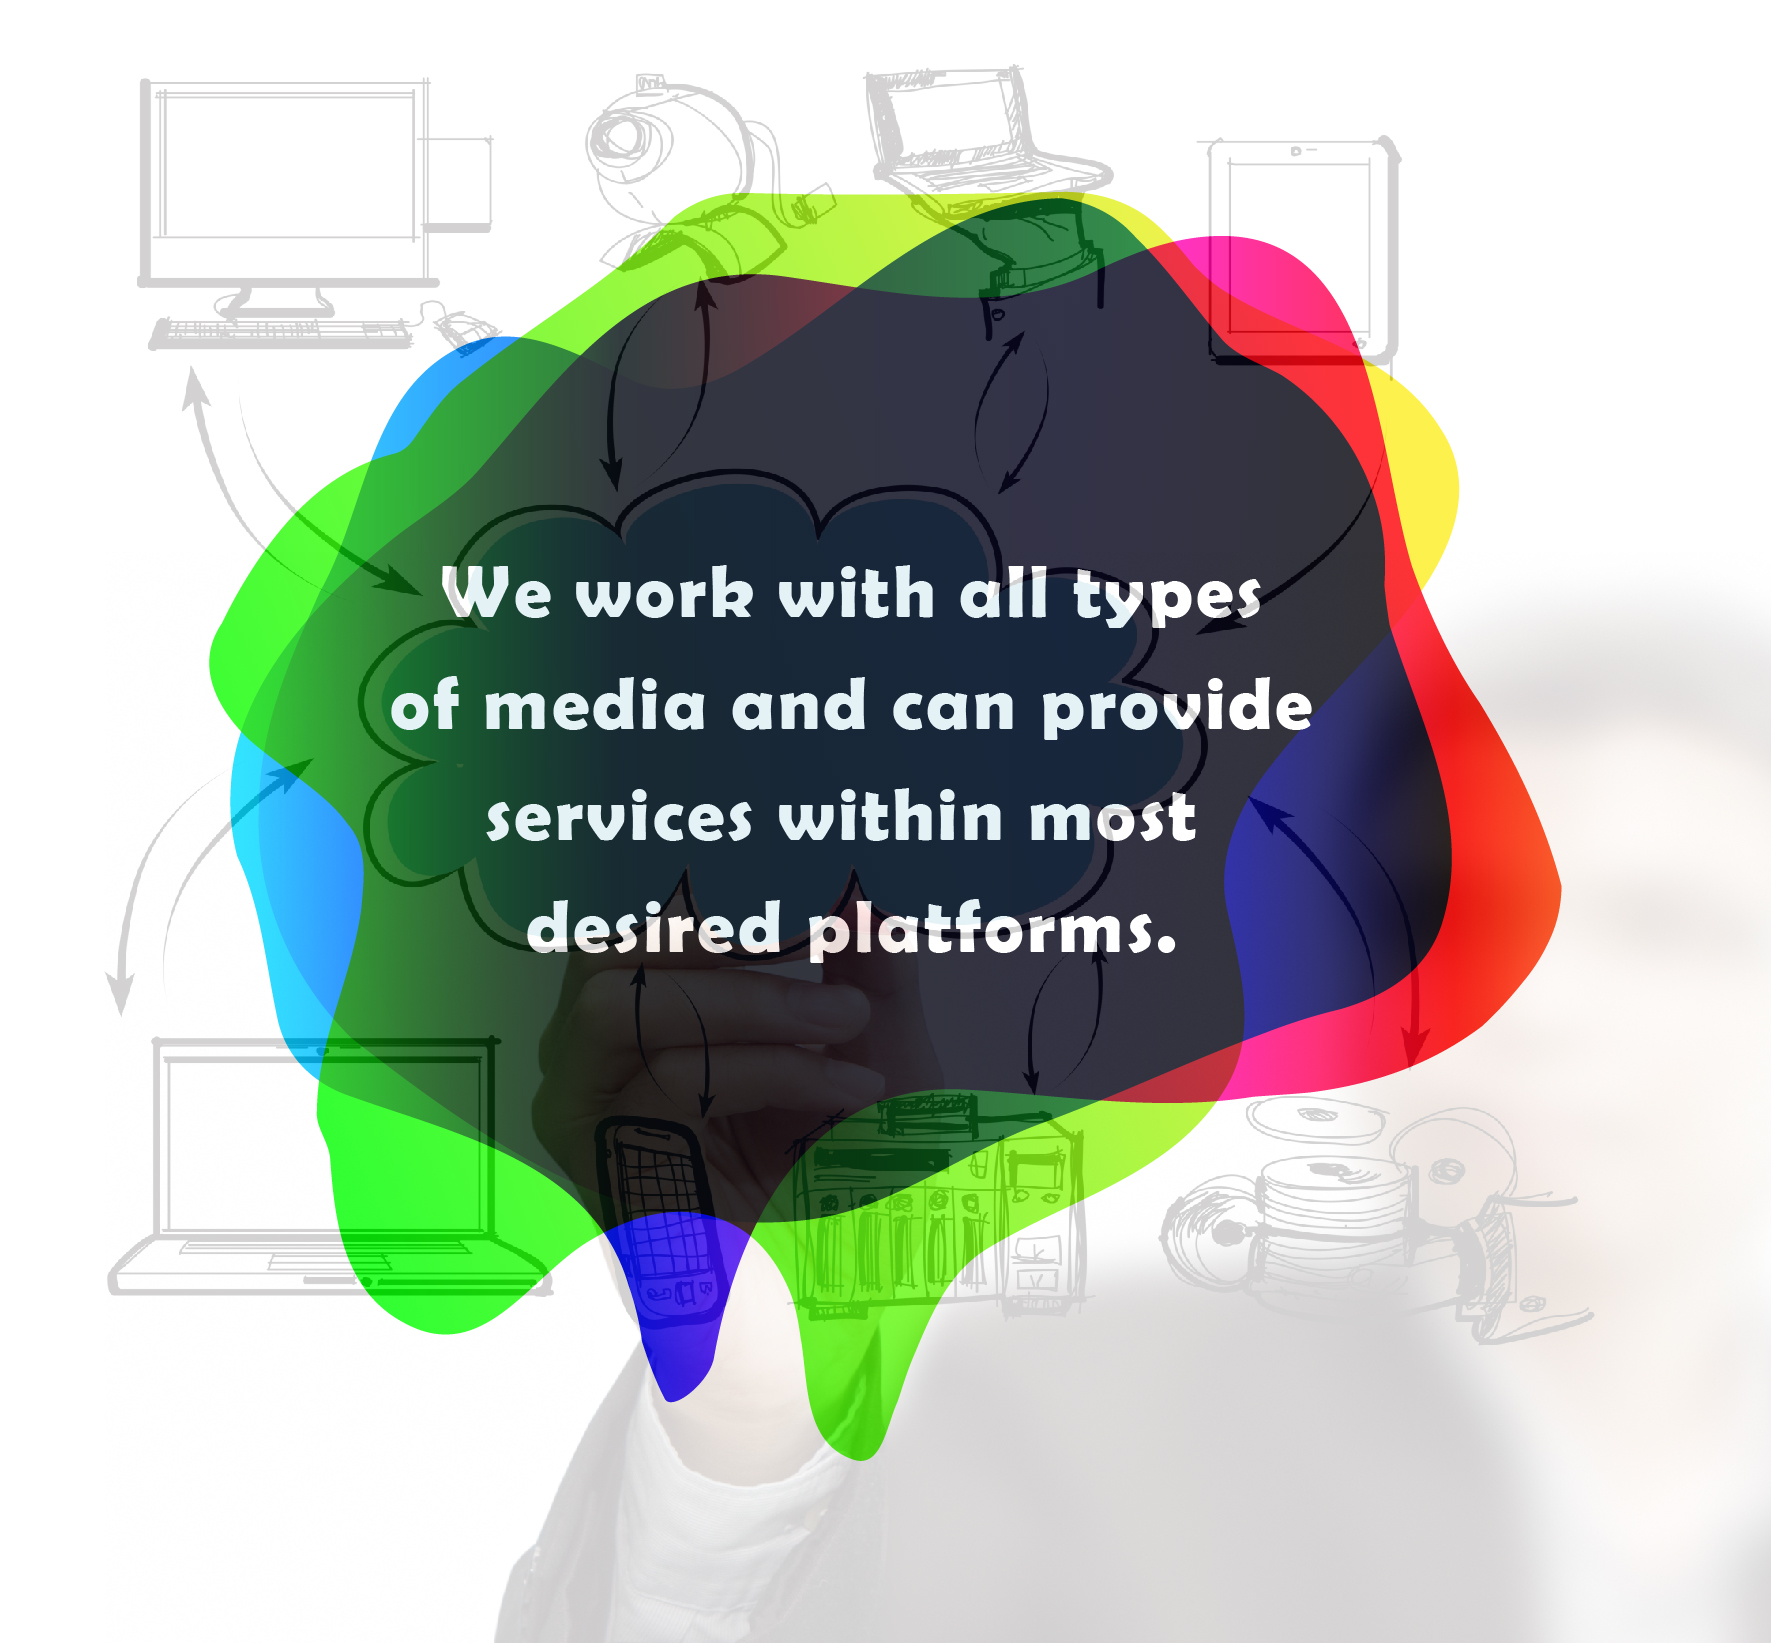 We work with all types
of media and can provide
services within most
desired platforms.